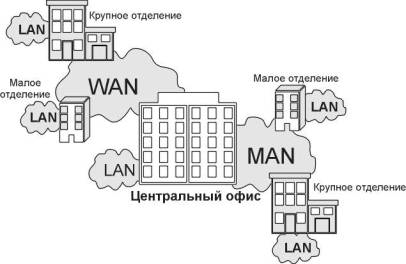 LAN
Крупное отделение
Малое
отделение
WAN
LAN
Малое отделение
LAN
LAN
MAN
Центральный офис
Крупное отделение
LAN